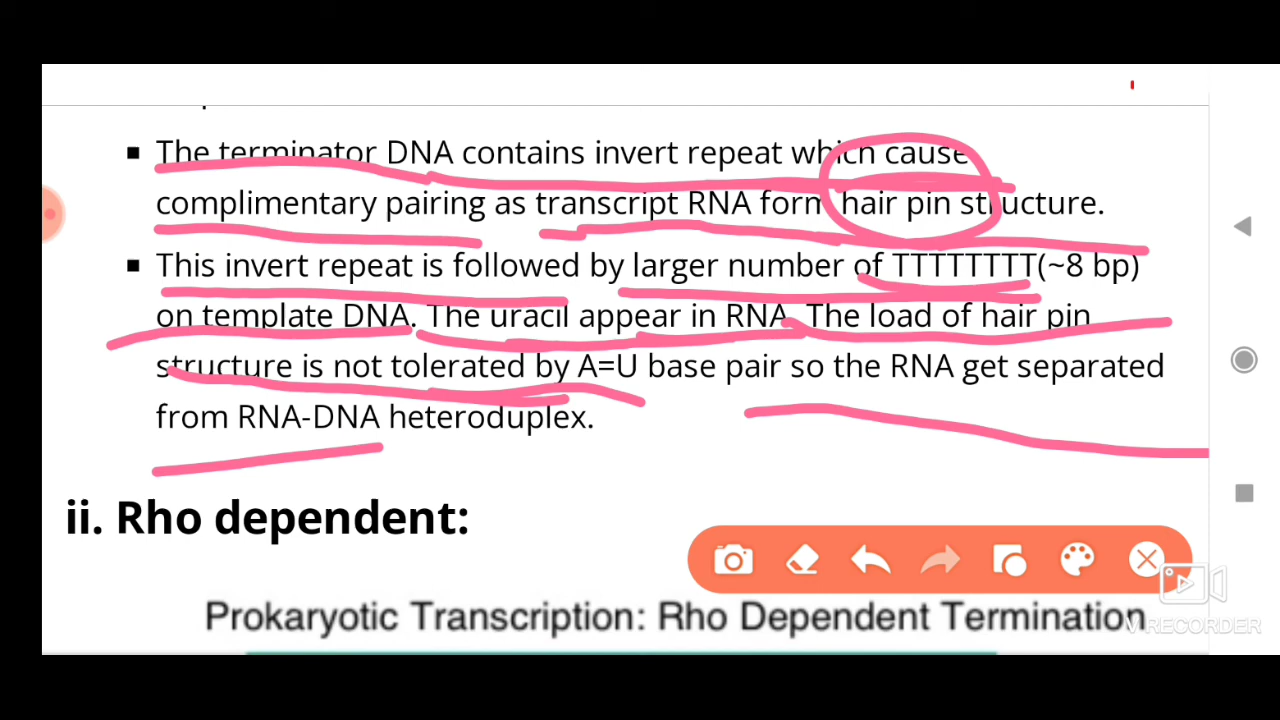 The terminator DNA contains invert repeat which cause
complimentary pairing as transcript RNA form hair pin structure.
This invert repeat is followed by larger number of TTTTTTTT(~8 bp)
on template DNA. The uracil appear in RNA. The load of hair pin
structure is not tolerated by A=U base pair so the RNA get separated
from RNA-DNA heteroduplex.
ii. Rho dependent:
Prokaryotic Transcription: Rho Dependent Termination
V RECORDER